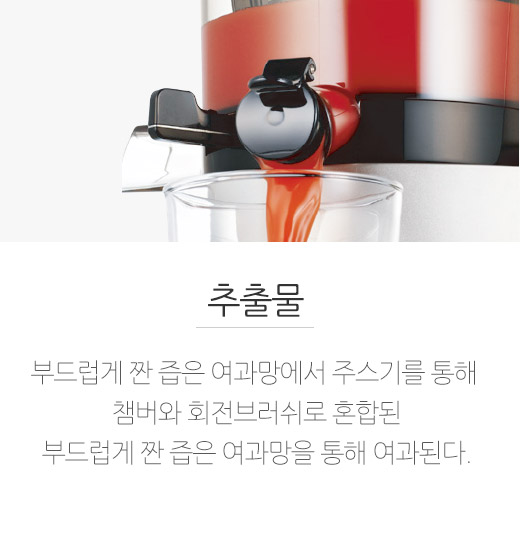 추출물
부드럽게 짠 즙은 여과망에서 주스기를 통해
챔버와 회전브러쉬로 혼합된
부드럽게 짠 즙은 여과망을 통해 여과된다.